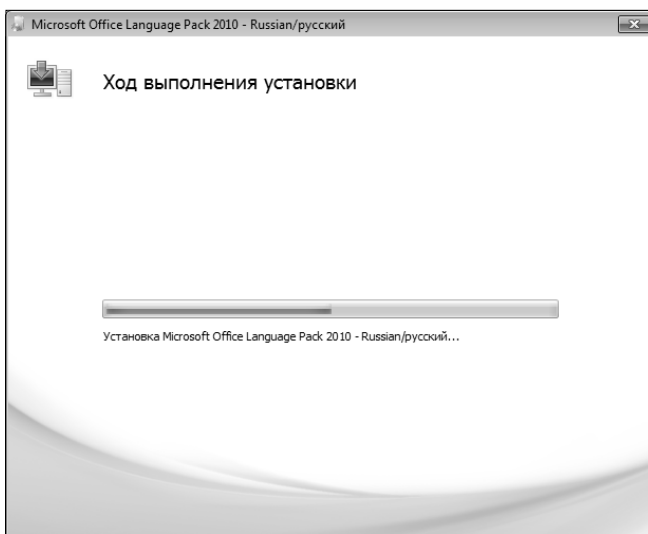 Microsoft Office Language Pack 2010 - Russian/русский
Ход выполнения установки
Установка Microsoft Office Language Pack 2010 - Russian/русский...